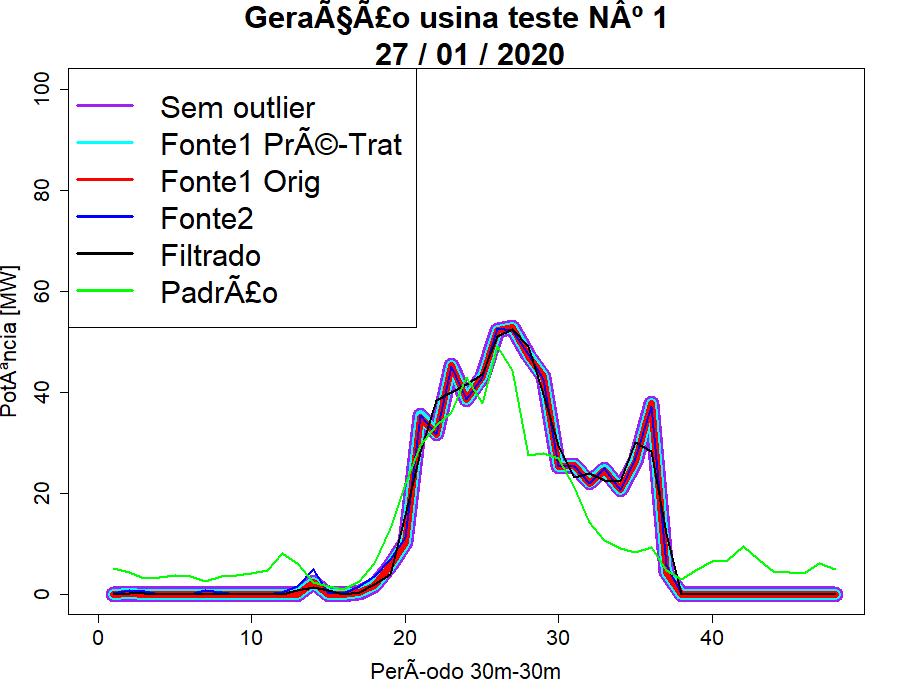 GeraÃ§Ã£o usina teste NÂº 1
27 / 01 / 2020
Sem outlier
Fonte1 PrÃ©-Trat
Fonte1 Orig
Fonte2
Filtrado
PadrÃ£o
PotÃªncia [MW]
100
80
60
40
20
0
0 10 20 30 40
PerÃ-odo 30m-30m